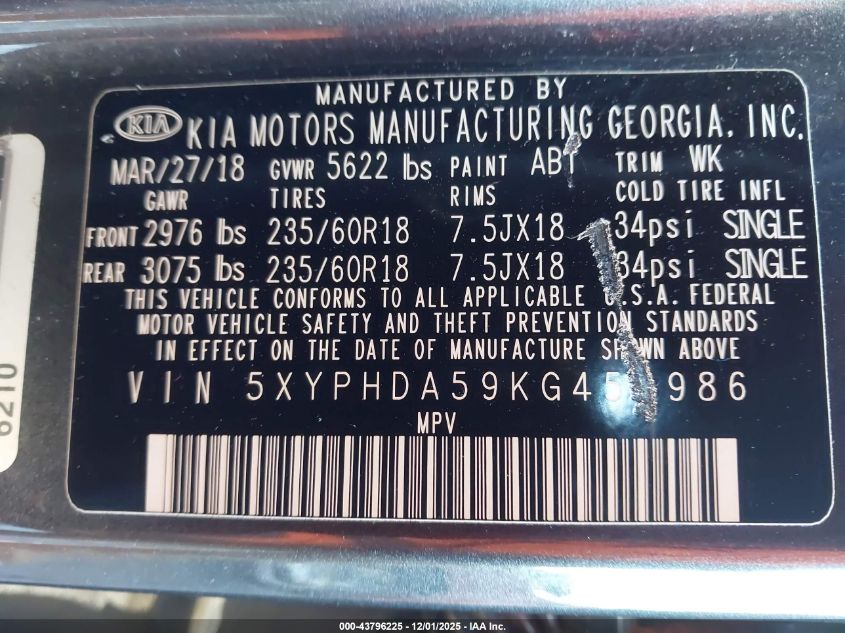 MANUFACTURED BY
KIA KIA MOTORS MANUFACTURING GEORGIA, INC.
MAR/27/18 GVWR 5622 lbs PAINT ABT TRIM WK
GAWR TIRES RIMS COLD TIRE INFL
FRONT 2976 lbs 235/60R18 7.5JX18 34psi SINGLE
REAR 3075 lbs 235/60R18 7.5JX18 34psi SINGLE
THIS VEHICLE CONFORMS TO ALL APPLICABLE U.S.A. FEDERAL
MOTOR VEHICLE SAFETY AND THEFT PREVENTION STANDARDS
IN EFFECT ON THE DATE OF MANUFACTURE SHOWN ABOVE.
VIN
MPV
6210
000-43796225 - 12/01/2025 - IAA Inc.